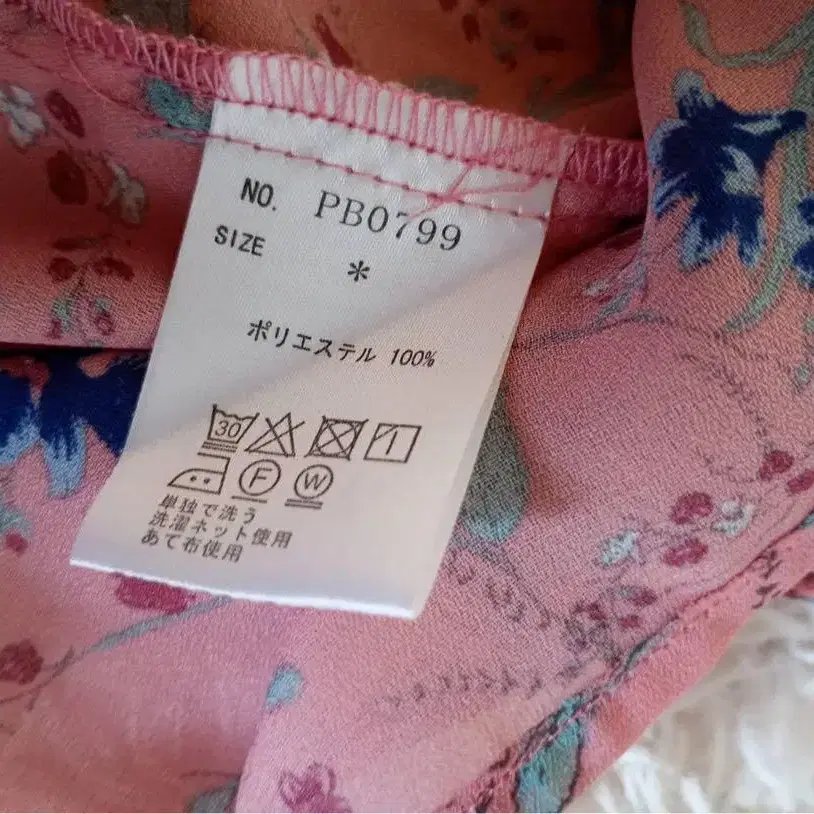 NO. PB0799
SIZE *
ポリエステル 100%
30
F W
単独で洗う
洗濯ネット使用
あて布使用